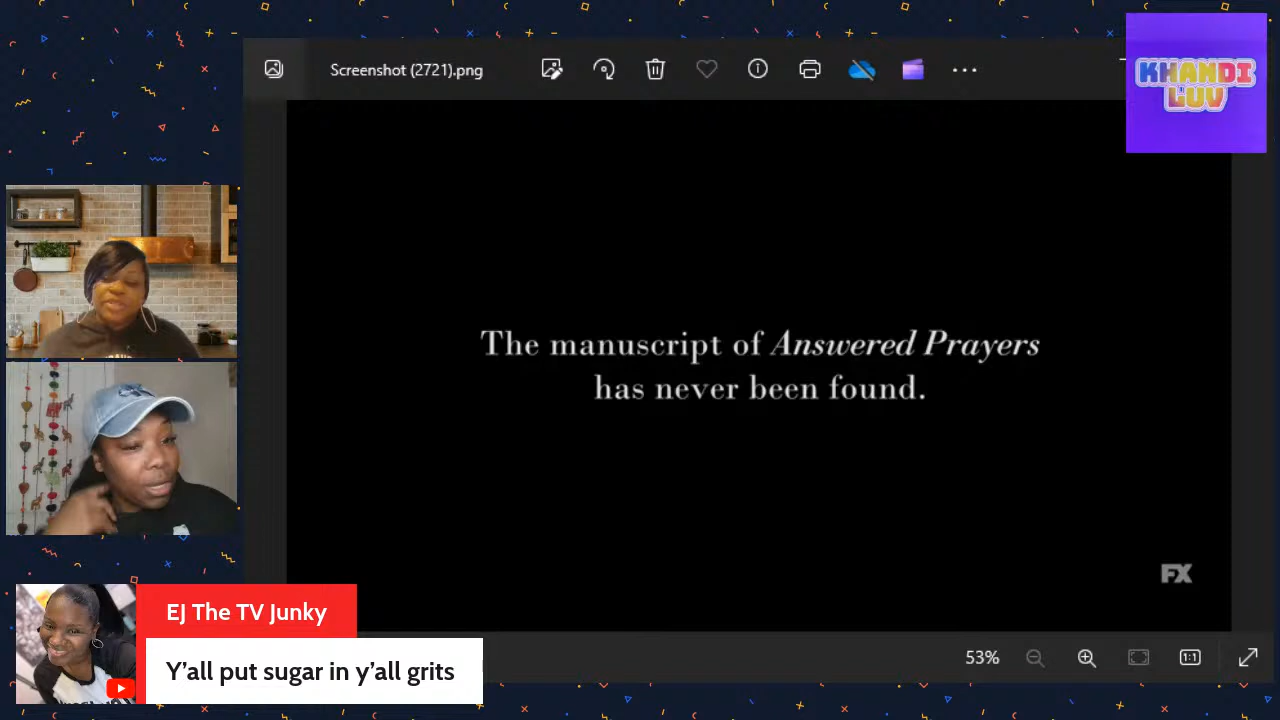 Screenshot (2721).png
KHANDI
LUV
The manuscript of Answered Prayers
has never been found.
FX
EJ The TV Junky
Y’all put sugar in y’all grits
53%
1:1